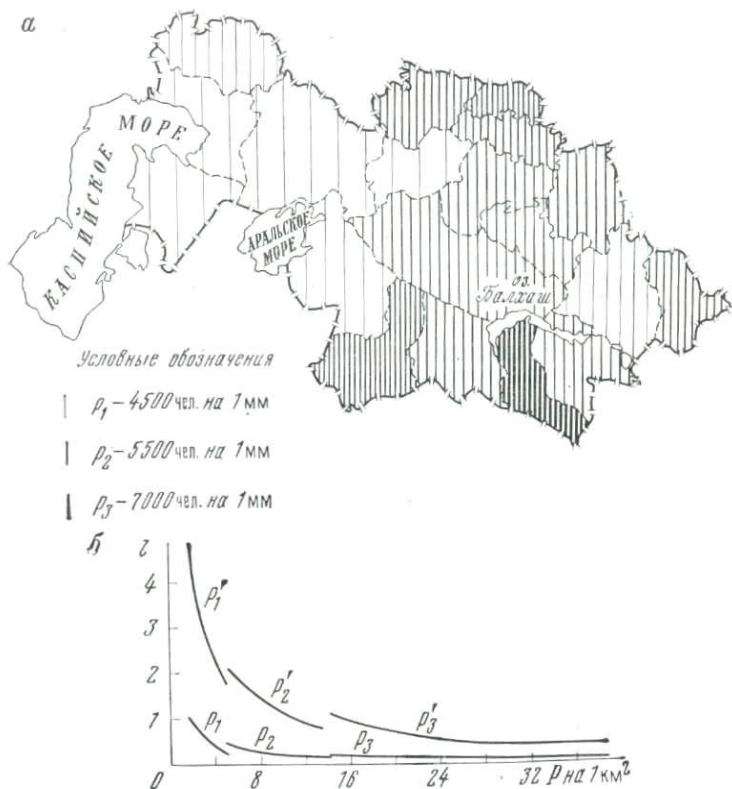 а
КАСПИЙСКОЕ МОРЕ
АРАЛЬСКОЕ
МОРЕ
оз.
Балхаш
Условные обозначения
p₁ – 4500 чел. на 1 мм
p₂ – 5500 чел. на 1 мм
p₃ – 7000 чел. на 1 мм
б
4
3
2
1
p₁'
p₂'
p₃'
p₁
p₂
p₃
0 8 16 24 32 P на 1 км²